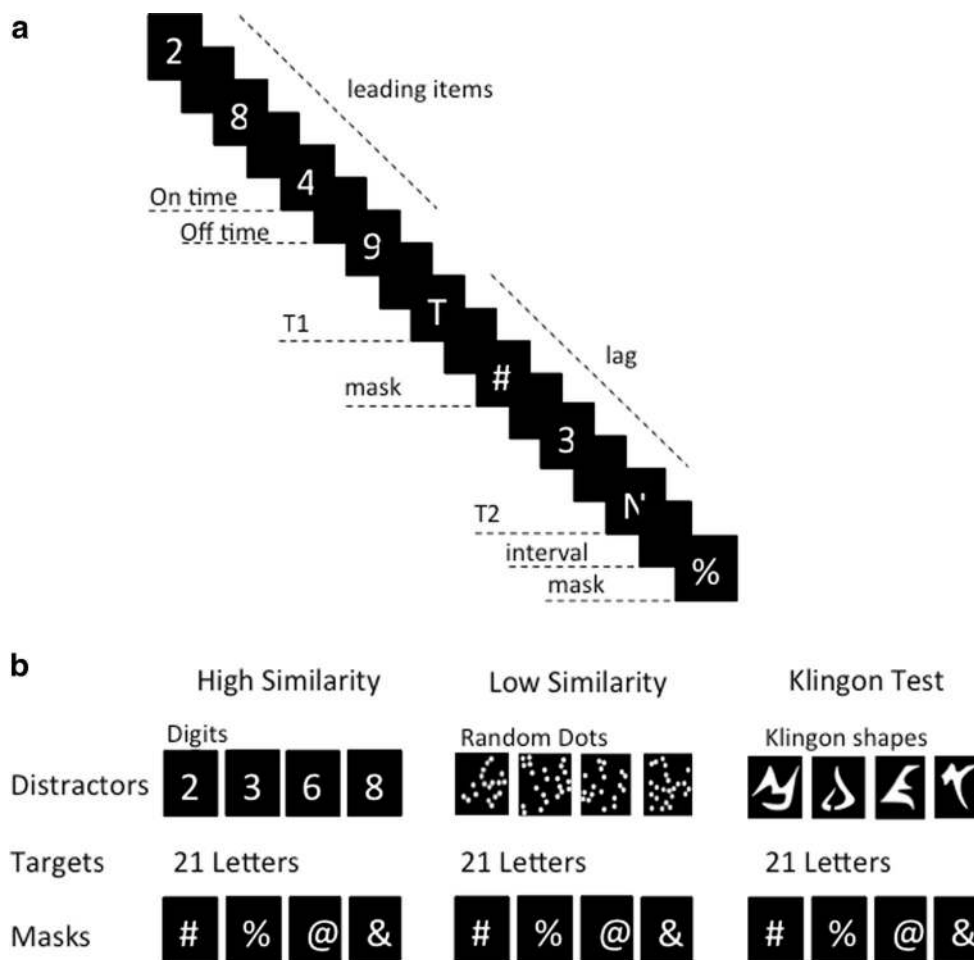 a
2
leading items
8
4
On time
Off time
9
T
T1
lag
#
mask
3
N
T2
interval
%
mask
b
High Similarity Low Similarity Klingon Test
Digits Random Dots Klingon shapes
Distractors 2 3 6 8
Targets 21 Letters 21 Letters 21 Letters
Masks # % @ & # % @ & # % @ &